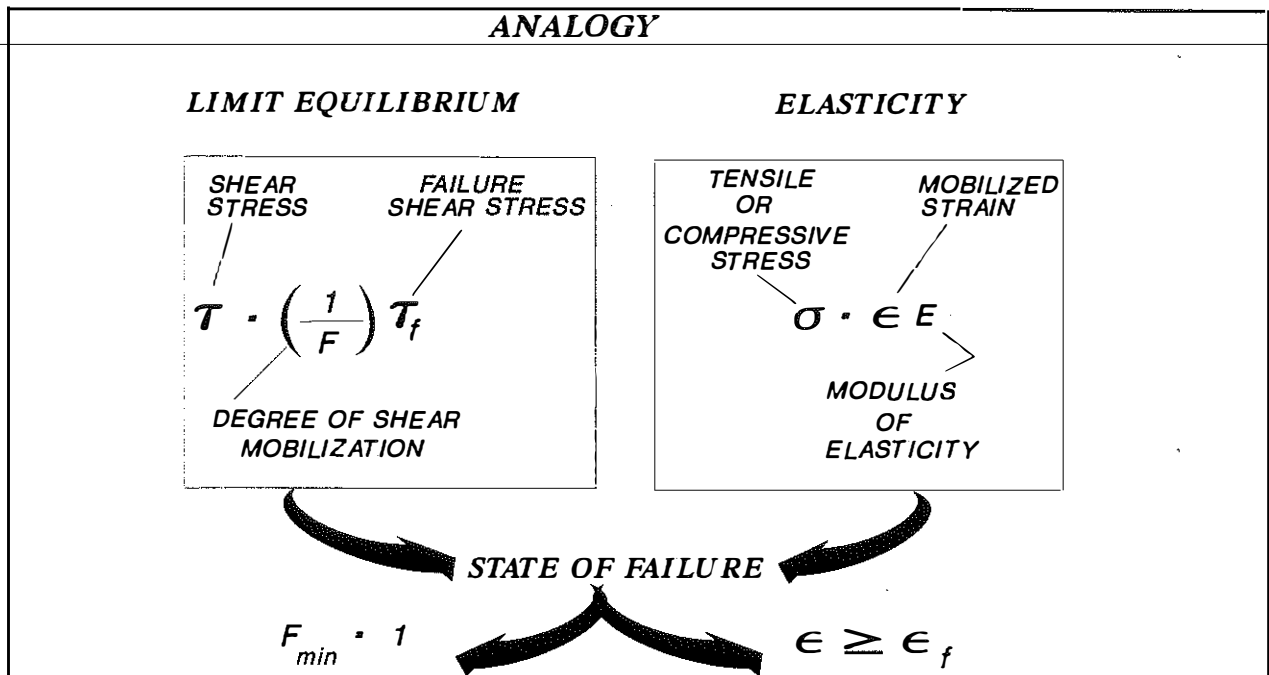 ANALOGY
LIMIT EQUILIBRIUM
ELASTICITY
SHEAR
STRESS
FAILURE
SHEAR STRESS
τ = (1/F) τf
DEGREE OF SHEAR
MOBILIZATION
TENSILE
OR
COMPRESSIVE
STRESS
MOBILIZED
STRAIN
σ = ϵ E
MODULUS
OF
ELASTICITY
STATE OF FAILURE
Fmin = 1
ϵ ≥ ϵf